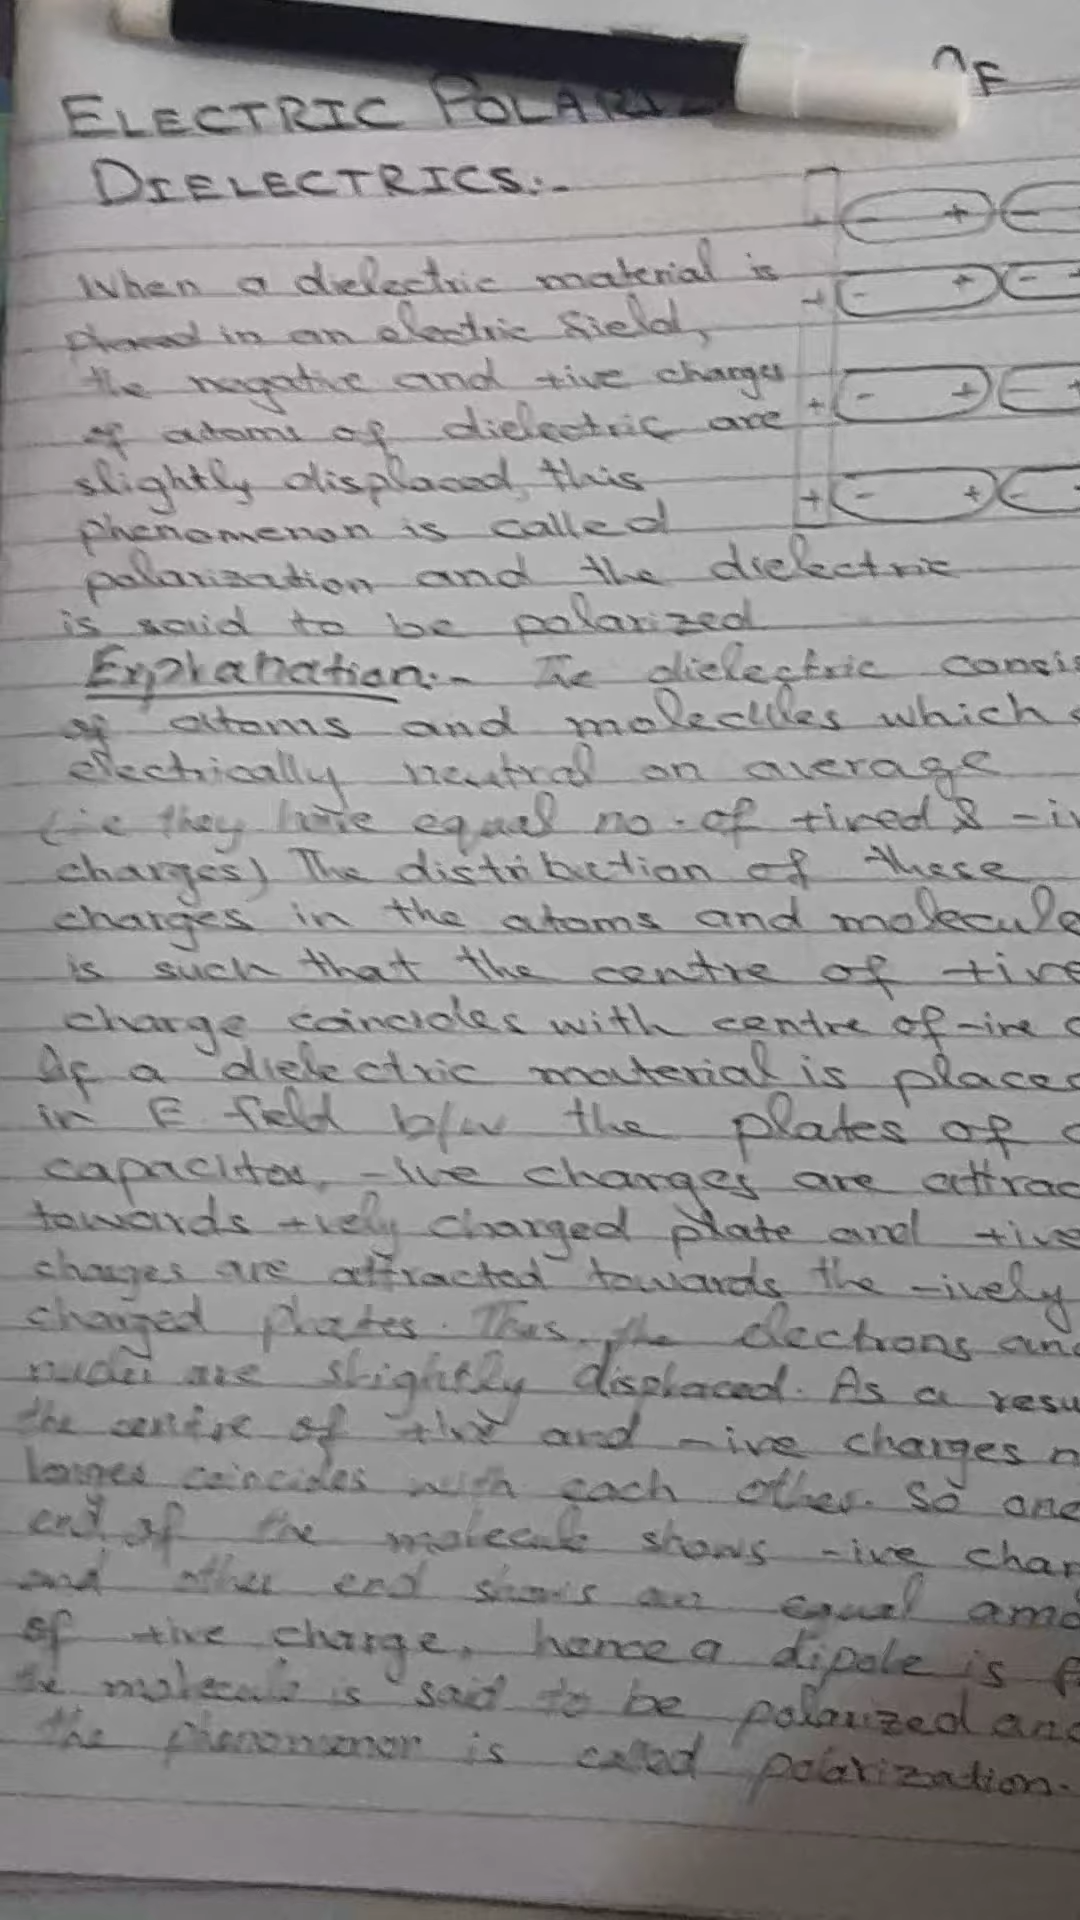 ELECTRIC POLARIZ OF
DIELECTRICS:-
When a dielectric material is
placed in an electric field,
the negative and +ive charges
of atoms of dielectric are
slightly displaced, this
phenomenon is called
polarization and the dielectric
is said to be polarized
Explanation:- The dielectric consis
of atoms and molecules which
electrically neutral on average
(i.e they have equal no. of +ived & -iv
charges) The distribution of these
charges in the atoms and molecule
is such that the centre of +ive
charge coincides with centre of -ive c
If a dielectric material is placed
in E field b/w the plates of a
capacitor, -ive charges are attrac
towards +vely charged plate and +ive
charges are attracted towards the -ively
charged plates. Thus, the electrons and
nuclei are slightly displaced. As a resu
the centre of +ive and -ive charges n
longer coincides with each other. So one
end of the molecule shows -ive char
and other end shows an equal amo
of +ive charge, hence a dipole is f
the molecule is said to be polarized and
the phenomenon is called polarization.